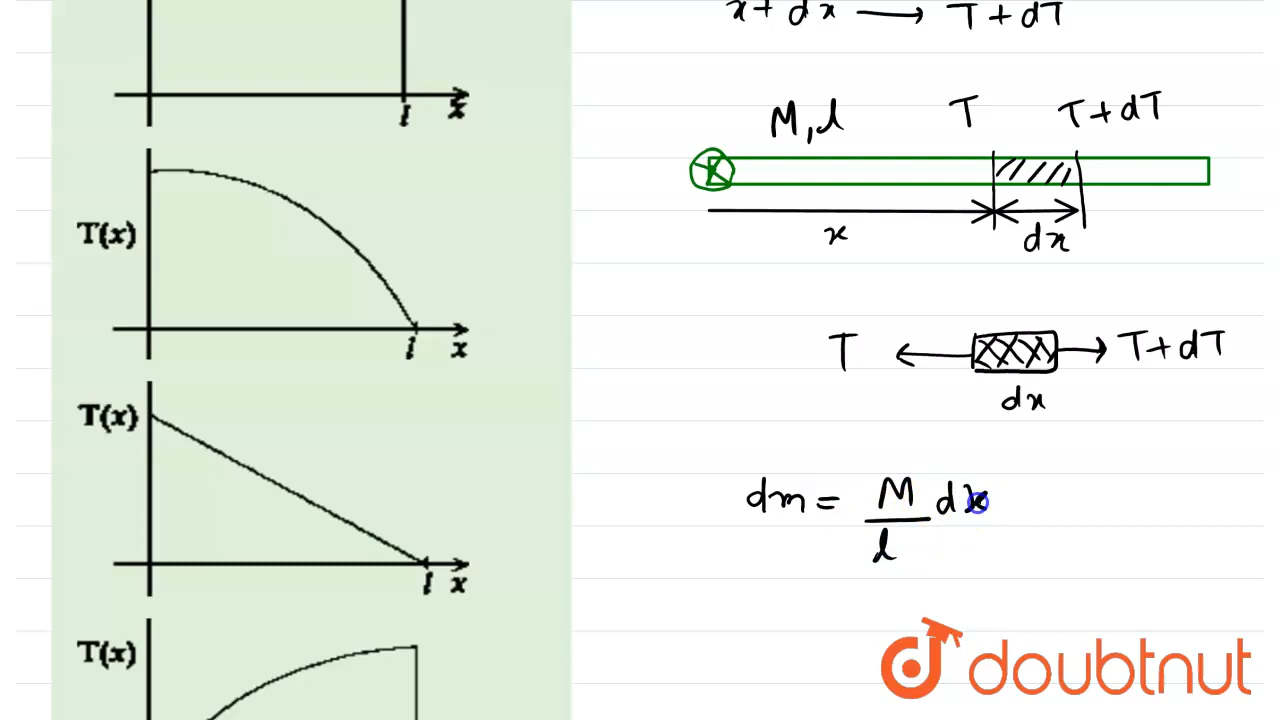 l x
T(x)
l x
T(x)
l x
T(x)
x + dx → T + dT
M, l T T + dT
x dx
T T + dT
dx
dm = M/l dx
doubtnut